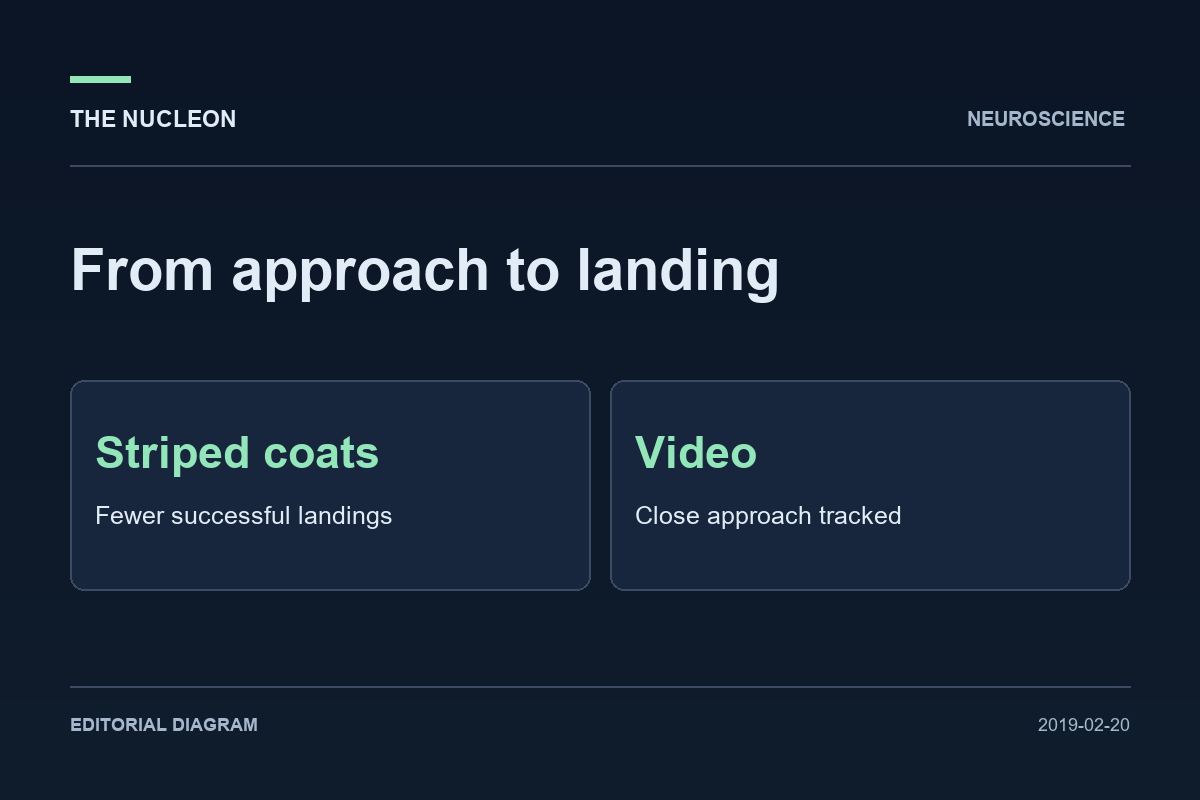 THE NUCLEON
NEUROSCIENCE
From approach to landing
Striped coats
Fewer successful landings
Video
Close approach tracked
EDITORIAL DIAGRAM
2019-02-20